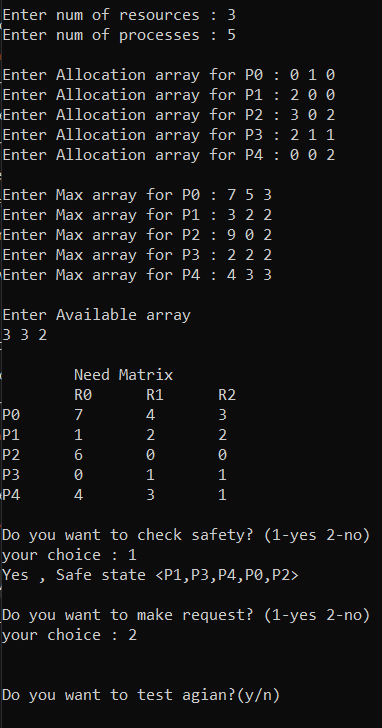 Enter num of resources : 3
Enter num of processes : 5
Enter Allocation array for P0 : 0 1 0
Enter Allocation array for P1 : 2 0 0
Enter Allocation array for P2 : 3 0 2
Enter Allocation array for P3 : 2 1 1
Enter Allocation array for P4 : 0 0 2
Enter Max array for P0 : 7 5 3
Enter Max array for P1 : 3 2 2
Enter Max array for P2 : 9 0 2
Enter Max array for P3 : 2 2 2
Enter Max array for P4 : 4 3 3
Enter Available array
3 3 2
Need Matrix
R0 R1 R2
P0 7 4 3
P1 1 2 2
P2 6 0 0
P3 0 1 1
P4 4 3 1
Do you want to check safety? (1-yes 2-no)
your choice : 1
Yes , Safe state <P1,P3,P4,P0,P2>
Do you want to make request? (1-yes 2-no)
your choice : 2
Do you want to test agian?(y/n)